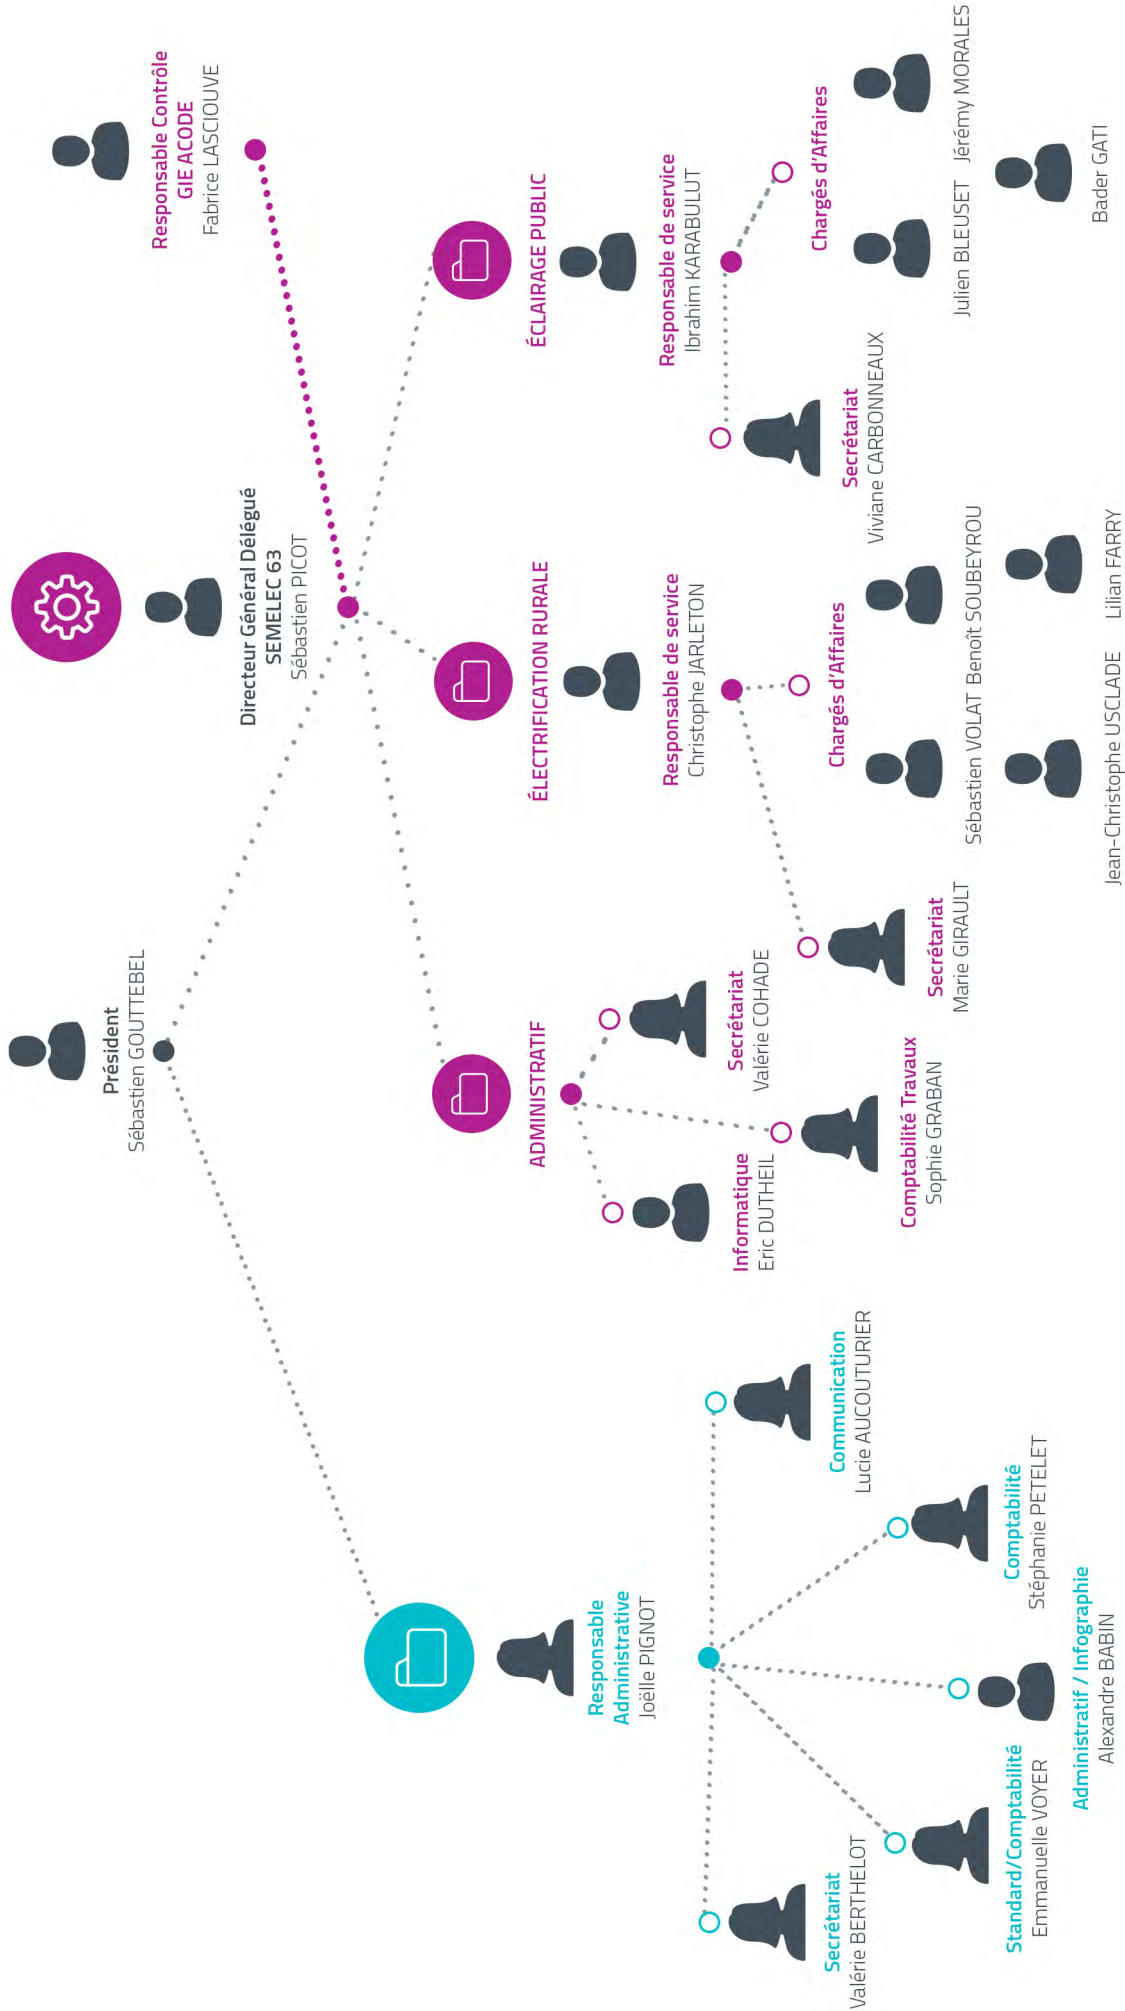 Président
Sébastien GOUTTEBEL
Directeur Général Délégué
SEMELEC 63
Sébastien PICOT
Responsable Contrôle
GIE ACODE
Fabrice LASCIOUVE
Responsable
Administrative
Joëlle PIGNOT
Secrétariat
Valérie BERTHELOT
Standard/Comptabilité
Emmanuelle VOYER
Administratif / Infographie
Alexandre BABIN
Comptabilité
Stéphanie PETELET
Communication
Lucie AUCOUTURIER
ADMINISTRATIF
Informatique
Eric DUTHEIL
Comptabilité Travaux
Sophie GRABAN
Secrétariat
Valérie COHADE
ÉLECTRIFICATION RURALE
Responsable de service
Christophe JARLETON
Secrétariat
Marie GIRAULT
Chargés d'Affaires
Sébastien VOLAT Benoît SOUBEYROU
Jean-Christophe USCLADE Lilian FARRY
ÉCLAIRAGE PUBLIC
Responsable de service
Ibrahim KARABULUT
Secrétariat
Viviane CARBONNEAUX
Chargés d'Affaires
Julien BLEUSET Jérémy MORALES
Bader GATI